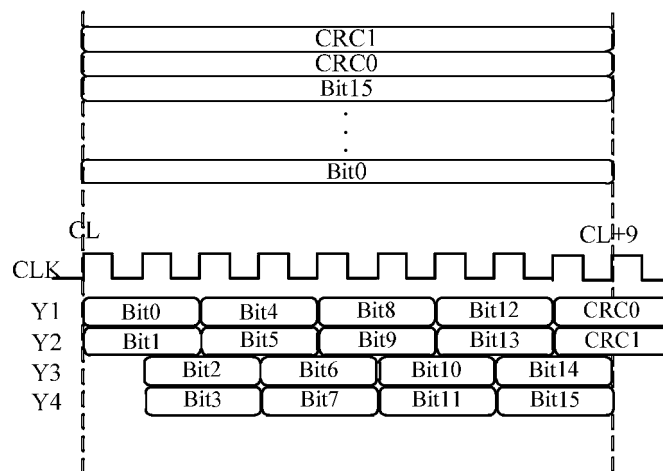 CRC1
CRC0
Bit15
Bit0
CL CL+9
CLK
Y1 Bit0 Bit4 Bit8 Bit12 CRC0
Y2 Bit1 Bit5 Bit9 Bit13 CRC1
Y3 Bit2 Bit6 Bit10 Bit14
Y4 Bit3 Bit7 Bit11 Bit15